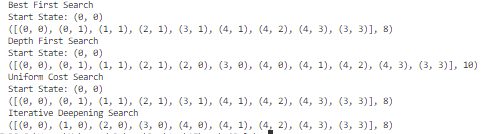 Best First Search
Start State: (0, 0)
([(0, 0), (0, 1), (1, 1), (2, 1), (3, 1), (4, 1), (4, 2), (4, 3), (3, 3)], 8)
Depth First Search
Start State: (0, 0)
([(0, 0), (0, 1), (1, 1), (2, 1), (2, 0), (3, 0), (4, 0), (4, 1), (4, 2), (4, 3), (3, 3)], 10)
Uniform Cost Search
Start State: (0, 0)
([(0, 0), (0, 1), (1, 1), (2, 1), (3, 1), (4, 1), (4, 2), (4, 3), (3, 3)], 8)
Iterative Deepening Search
([(0, 0), (1, 0), (2, 0), (3, 0), (4, 0), (4, 1), (4, 2), (4, 3), (3, 3)], 8)